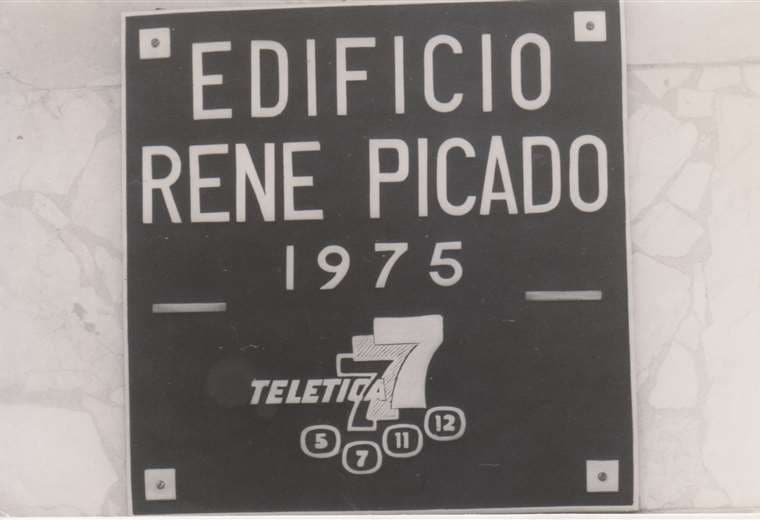 EDIFICIO
RENE PICADO
1975
TELETICA 7
5 7 11 12